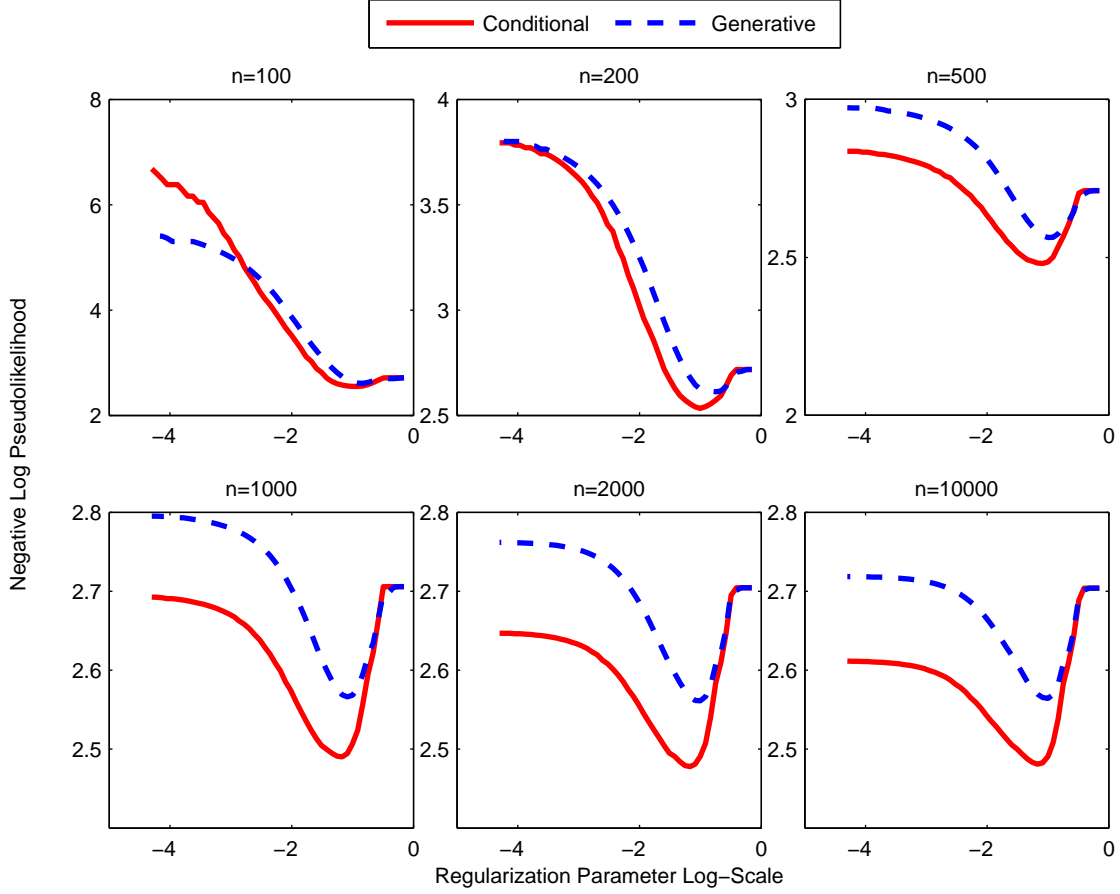 Conditional Generative
n=100 n=200 n=500
8 4 3
6 3.5 2.5
4 3
2 2.5 2
−4 −2 0 −4 −2 0 −4 −2 0
Negative Log Pseudolikelihood
n=1000 n=2000 n=10000
2.8 2.8 2.8
2.7 2.7 2.7
2.6 2.6 2.6
2.5 2.5 2.5
−4 −2 0 −4 −2 0 −4 −2 0
Regularization Parameter Log−Scale